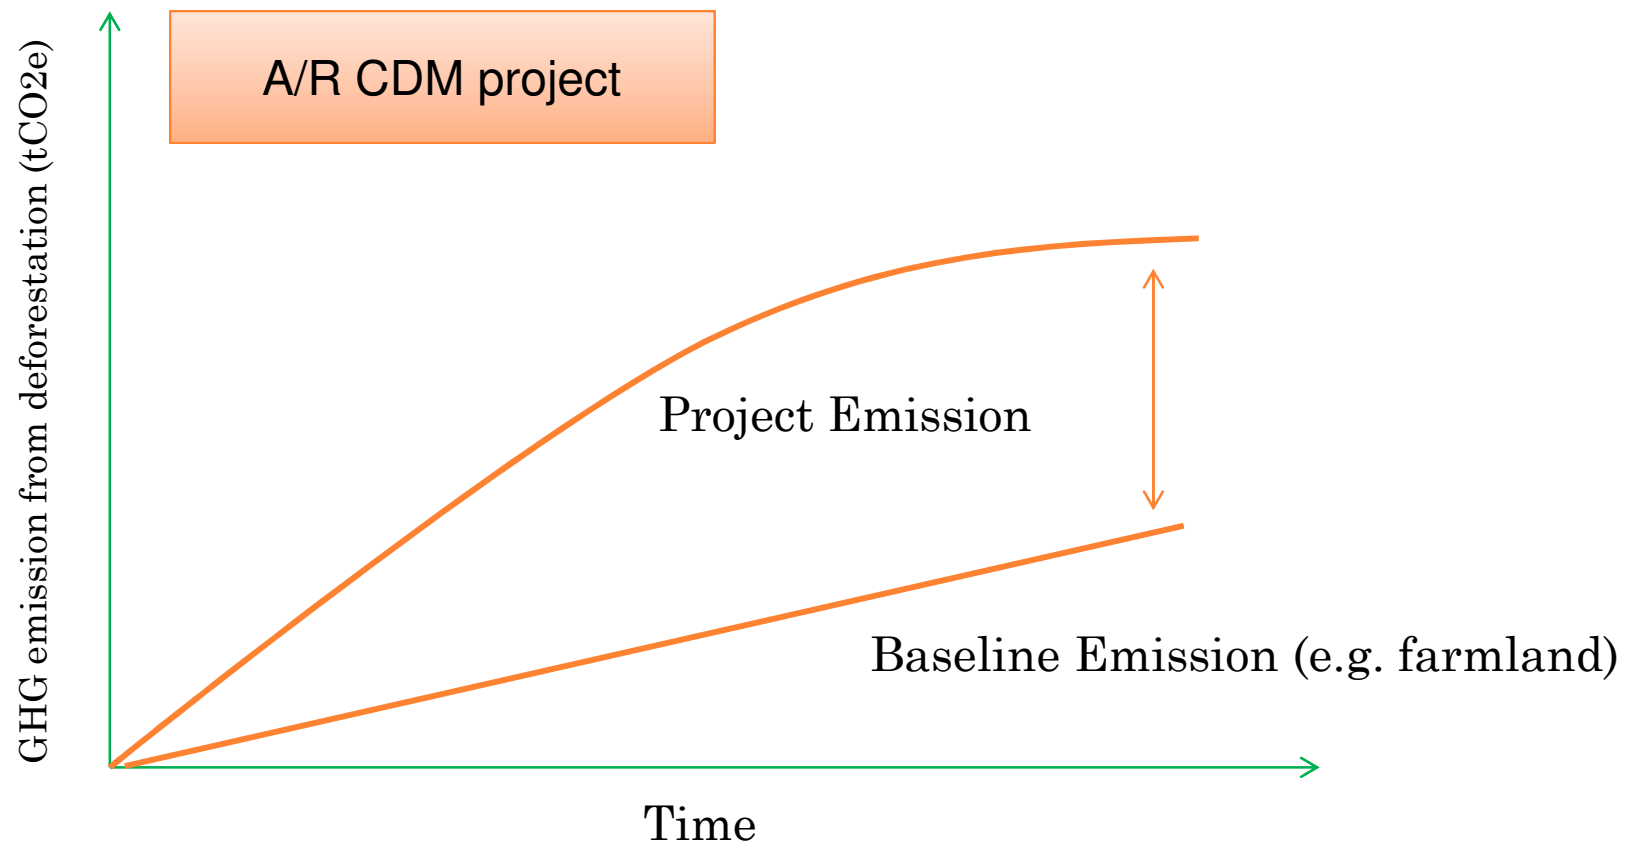 A/R CDM project
GHG emission from deforestation (tCO2e)
Project Emission
Baseline Emission (e.g. farmland)
Time